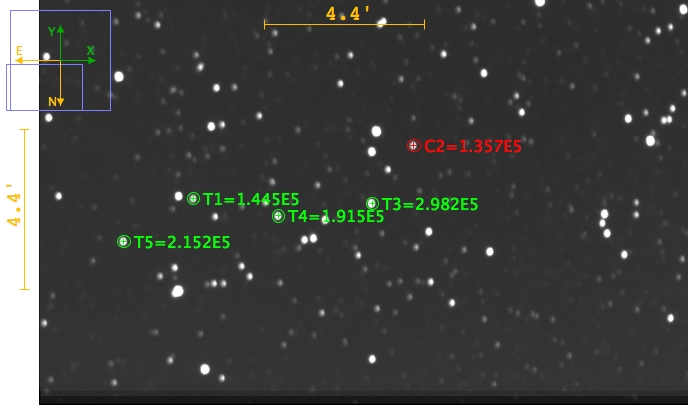 4.4'
Y
E X
N
C2=1.357E5
4.4'
T1=1.445E5
T3=2.982E5
T4=1.915E5
T5=2.152E5